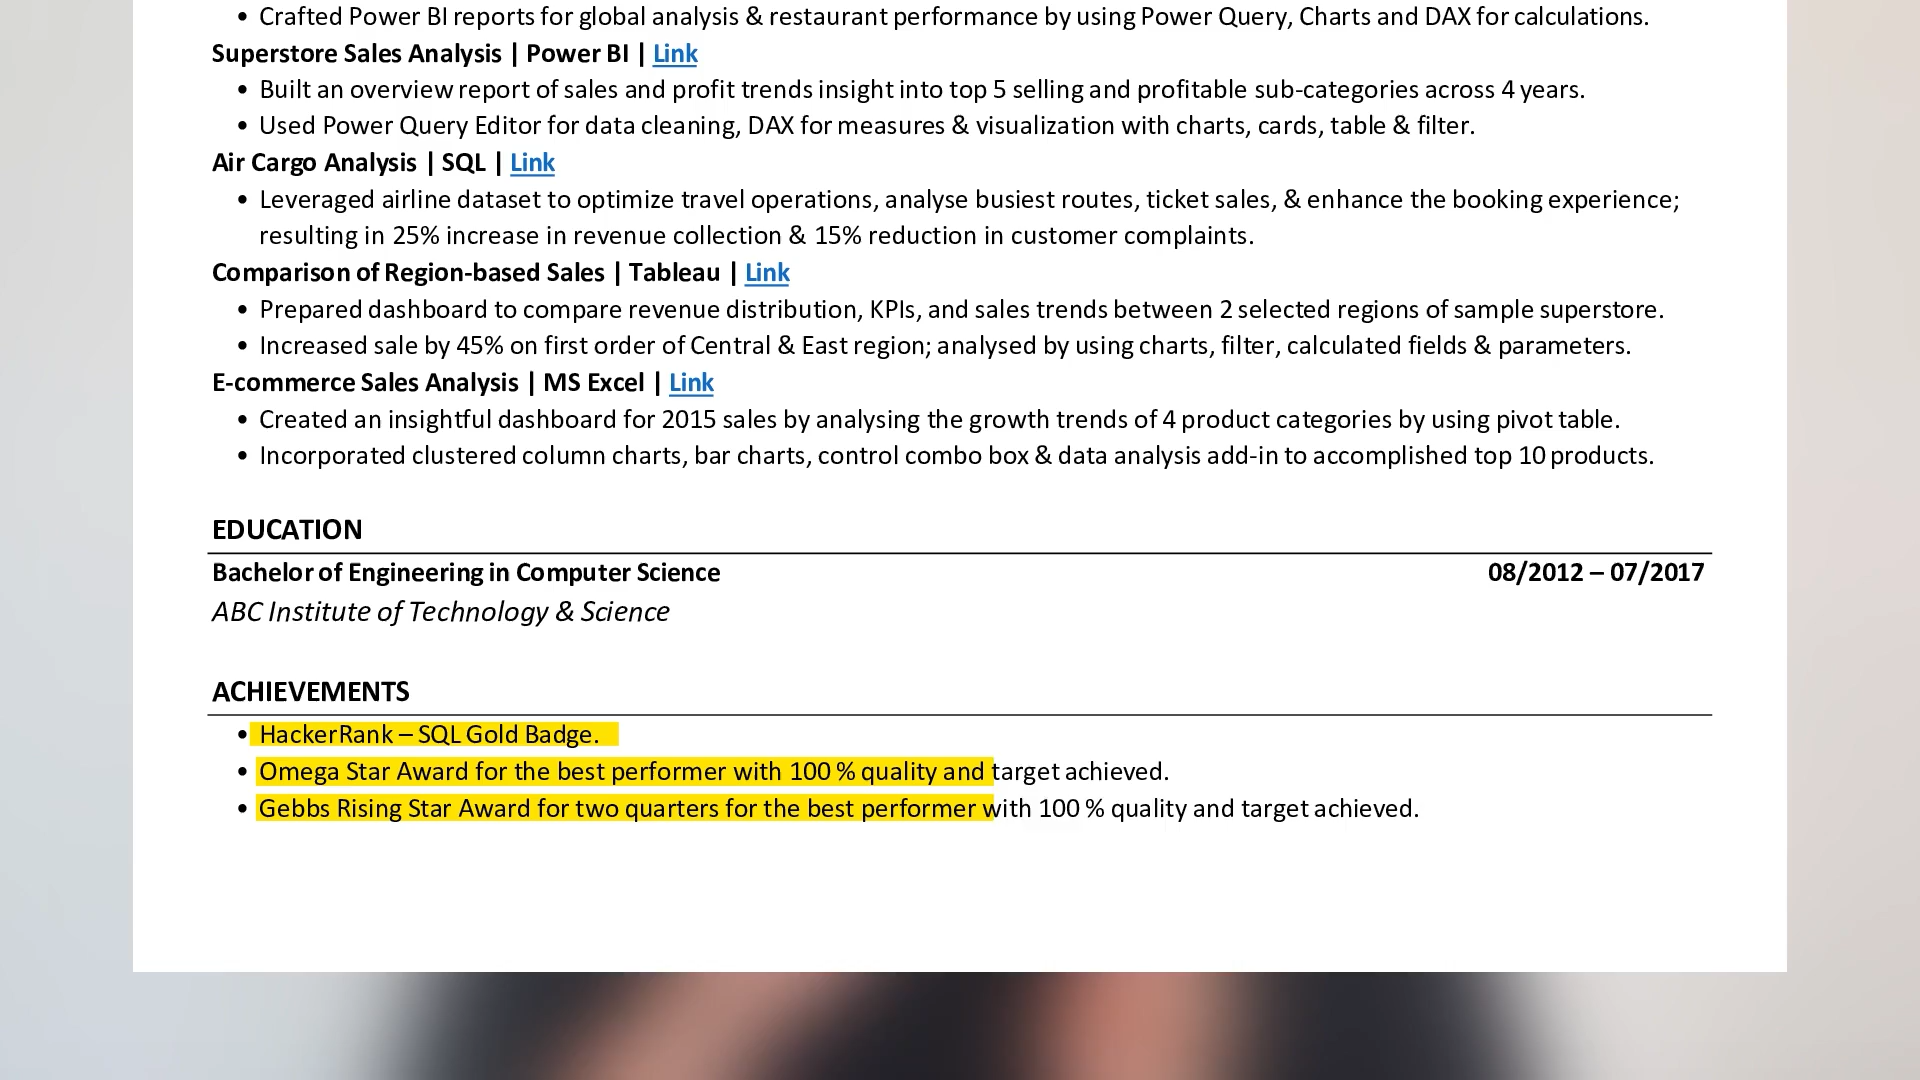 • Crafted Power BI reports for global analysis & restaurant performance by using Power Query, Charts and DAX for calculations.
Superstore Sales Analysis | Power BI | Link
• Built an overview report of sales and profit trends insight into top 5 selling and profitable sub-categories across 4 years.
• Used Power Query Editor for data cleaning, DAX for measures & visualization with charts, cards, table & filter.
Air Cargo Analysis | SQL | Link
• Leveraged airline dataset to optimize travel operations, analyse busiest routes, ticket sales, & enhance the booking experience;
resulting in 25% increase in revenue collection & 15% reduction in customer complaints.
Comparison of Region-based Sales | Tableau | Link
• Prepared dashboard to compare revenue distribution, KPIs, and sales trends between 2 selected regions of sample superstore.
• Increased sale by 45% on first order of Central & East region; analysed by using charts, filter, calculated fields & parameters.
E-commerce Sales Analysis | MS Excel | Link
• Created an insightful dashboard for 2015 sales by analysing the growth trends of 4 product categories by using pivot table.
• Incorporated clustered column charts, bar charts, control combo box & data analysis add-in to accomplished top 10 products.
EDUCATION
Bachelor of Engineering in Computer Science 08/2012 – 07/2017
ABC Institute of Technology & Science
ACHIEVEMENTS
• HackerRank – SQL Gold Badge.
• Omega Star Award for the best performer with 100 % quality and target achieved.
• Gebbs Rising Star Award for two quarters for the best performer with 100 % quality and target achieved.